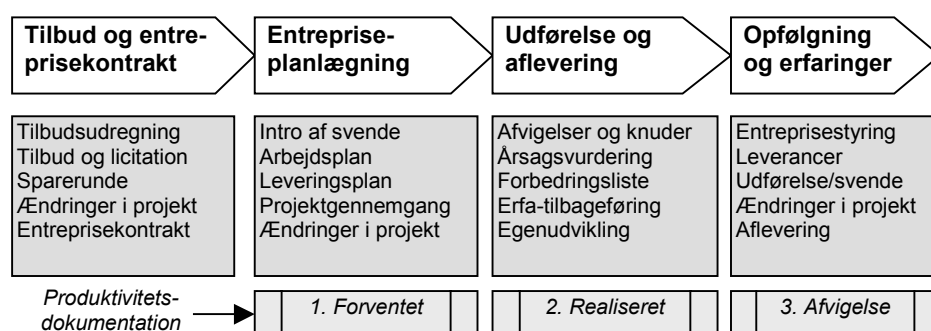 Tilbud og entre-
prisekontrakt
Entreprise-
planlægning
Udførelse og
aflevering
Opfølgning
og erfaringer
Tilbudsudregning
Tilbud og licitation
Sparerunde
Ændringer i projekt
Entreprisekontrakt
Intro af svende
Arbejdsplan
Leveringsplan
Projektgennemgang
Ændringer i projekt
Afvigelser og knuder
Årsagsvurdering
Forbedringsliste
Erfa-tilbageføring
Egenudvikling
Entreprisestyring
Leverancer
Udførelse/svende
Ændringer i projekt
Aflevering
Produktivitets-
dokumentation
1. Forventet
2. Realiseret
3. Afvigelse